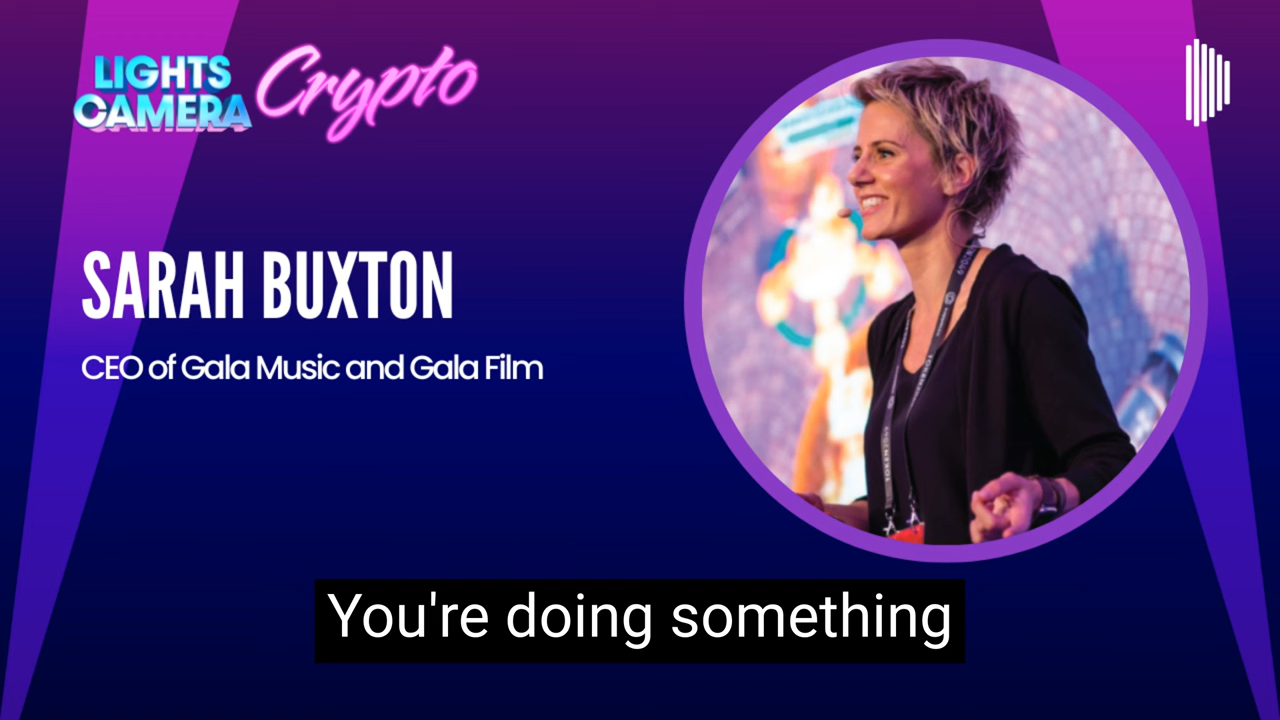 LIGHTS
CAMERA
Crypto
SARAH BUXTON
CEO of Gala Music and Gala Film
You're doing something